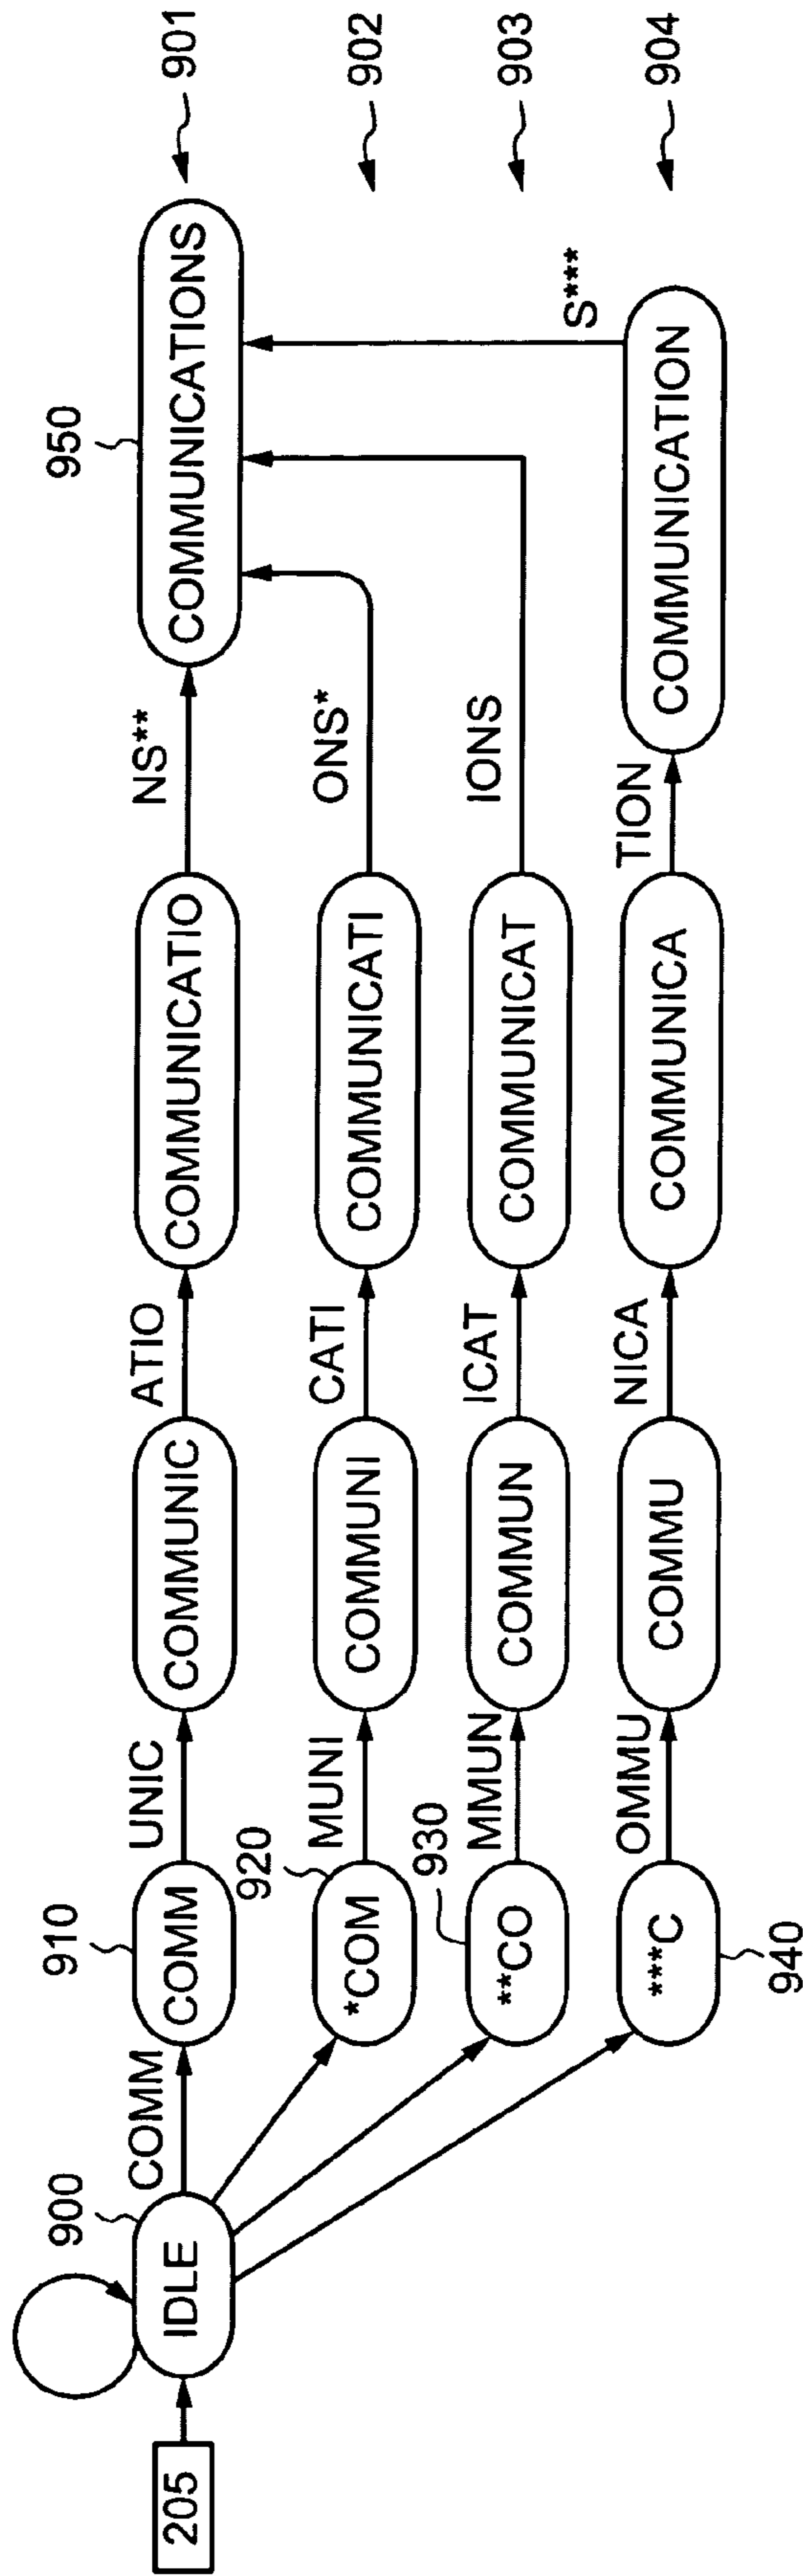 205
IDLE
900
COMM
COMM
910
UNIC
COMMUNIC
ATIO
COMMUNICATIO
NS**
COMMUNICATIONS
950
901
*COM
920
MUNI
COMMUNI
CATI
COMMUNICATI
ONS*
902
**CO
930
MMUN
COMMUN
ICAT
COMMUNICAT
IONS
903
***C
940
OMMU
COMMU
NICA
COMMUNICA
TION
COMMUNICATION
S***
904